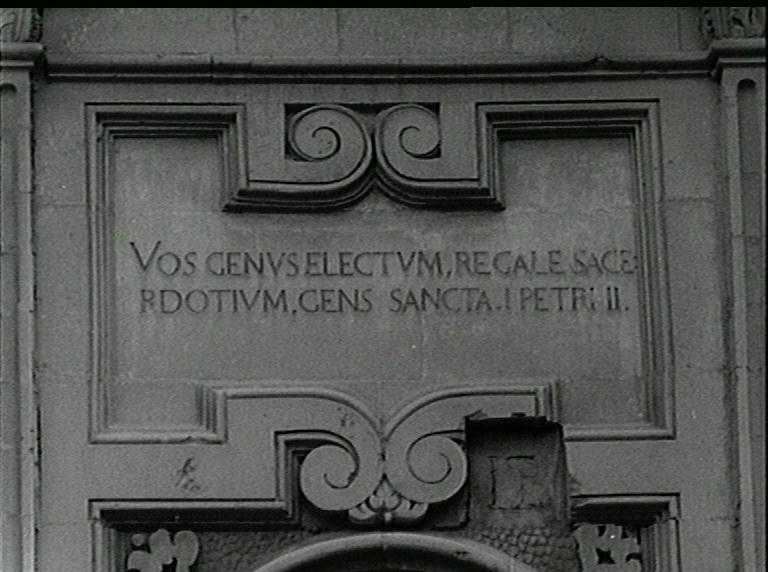 VOS GENVS ELECTVM, REGALE SACE:
RDOTIVM, GENS SANCTA. I PETRI II.